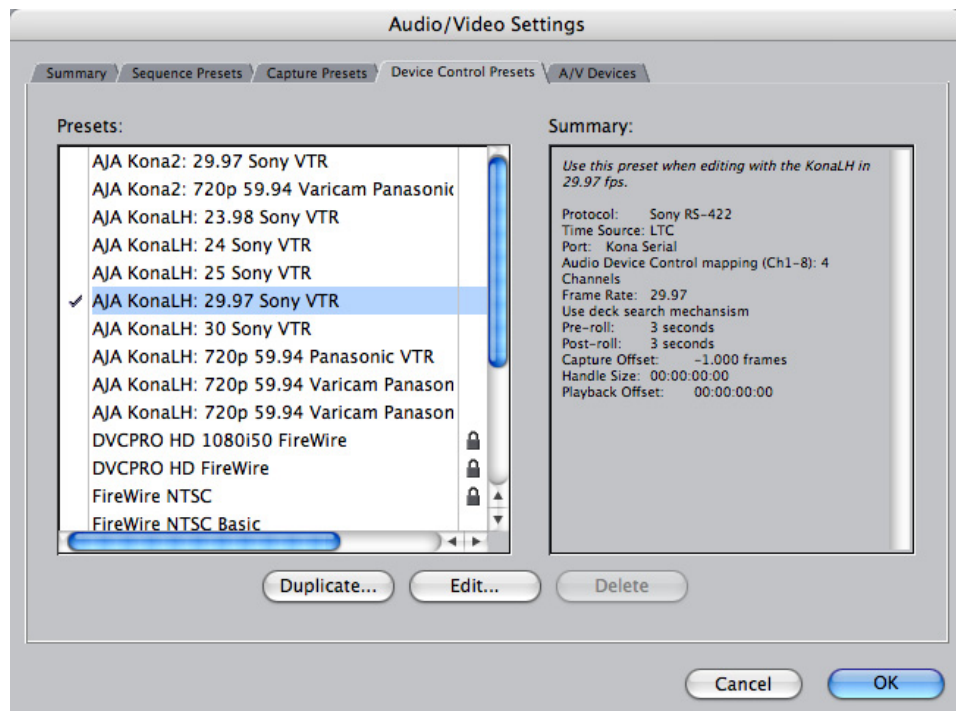 Audio/Video Settings
Summary
Sequence Presets
Capture Presets
Device Control Presets
A/V Devices
Presets:
AJA Kona2: 29.97 Sony VTR
AJA Kona2: 720p 59.94 Varicam Panasonic
AJA KonaLH: 23.98 Sony VTR
AJA KonaLH: 24 Sony VTR
AJA KonaLH: 25 Sony VTR
AJA KonaLH: 29.97 Sony VTR
AJA KonaLH: 30 Sony VTR
AJA KonaLH: 720p 59.94 Panasonic VTR
AJA KonaLH: 720p 59.94 Varicam Panason
AJA KonaLH: 720p 59.94 Varicam Panason
DVCPRO HD 1080i50 FireWire
DVCPRO HD FireWire
FireWire NTSC
FireWire NTSC Basic
Summary:
Use this preset when editing with the KonaLH in
29.97 fps.
Protocol: Sony RS-422
Time Source: LTC
Port: Kona Serial
Audio Device Control mapping (Ch1-8): 4
Channels
Frame Rate: 29.97
Use deck search mechansism
Pre-roll: 3 seconds
Post-roll: 3 seconds
Capture Offset: -1.000 frames
Handle Size: 00:00:00:00
Playback Offset: 00:00:00:00
Duplicate...
Edit...
Delete
Cancel
OK